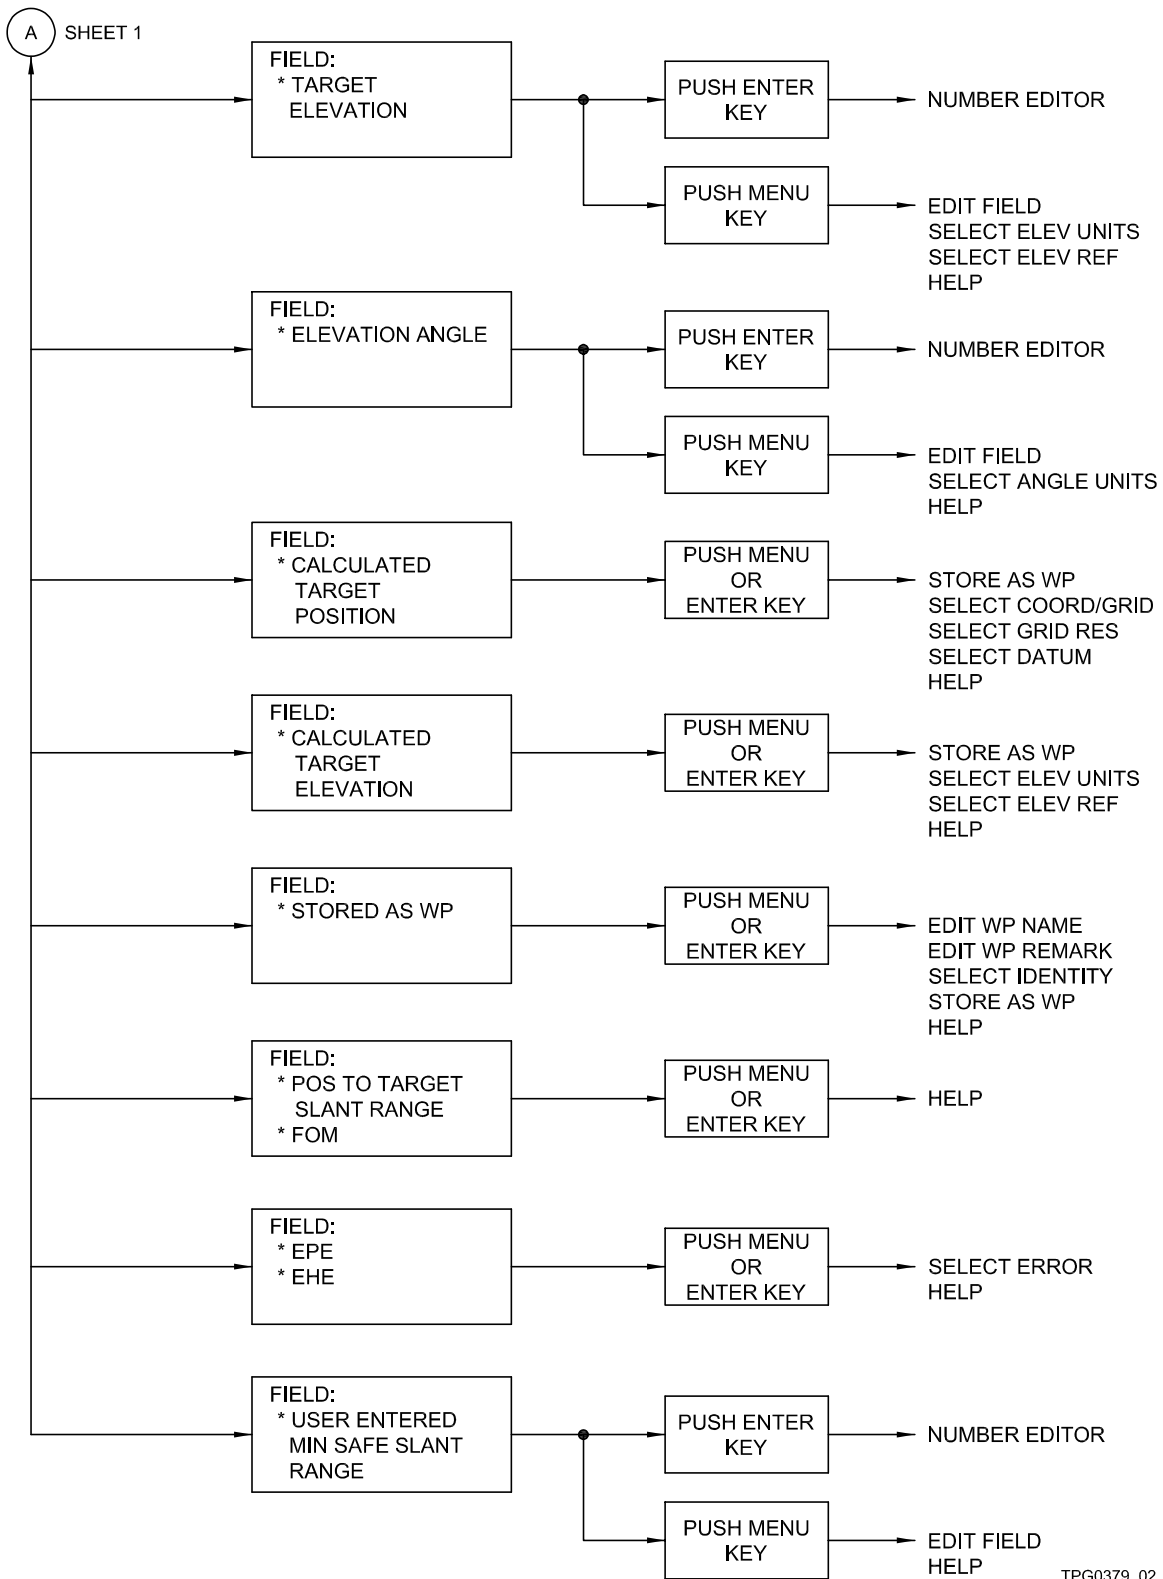 A SHEET 1
FIELD:
* TARGET
ELEVATION
PUSH ENTER
KEY
NUMBER EDITOR
PUSH MENU
KEY
EDIT FIELD
SELECT ELEV UNITS
SELECT ELEV REF
HELP
FIELD:
* ELEVATION ANGLE
PUSH ENTER
KEY
NUMBER EDITOR
PUSH MENU
KEY
EDIT FIELD
SELECT ANGLE UNITS
HELP
FIELD:
* CALCULATED
TARGET
POSITION
PUSH MENU
OR
ENTER KEY
STORE AS WP
SELECT COORD/GRID
SELECT GRID RES
SELECT DATUM
HELP
FIELD:
* CALCULATED
TARGET
ELEVATION
PUSH MENU
OR
ENTER KEY
STORE AS WP
SELECT ELEV UNITS
SELECT ELEV REF
HELP
FIELD:
* STORED AS WP
PUSH MENU
OR
ENTER KEY
EDIT WP NAME
EDIT WP REMARK
SELECT IDENTITY
STORE AS WP
HELP
FIELD:
* POS TO TARGET
SLANT RANGE
* FOM
PUSH MENU
OR
ENTER KEY
HELP
FIELD:
* EPE
* EHE
PUSH MENU
OR
ENTER KEY
SELECT ERROR
HELP
FIELD:
* USER ENTERED
MIN SAFE SLANT
RANGE
PUSH ENTER
KEY
NUMBER EDITOR
PUSH MENU
KEY
EDIT FIELD
HELP
TPG0379_02